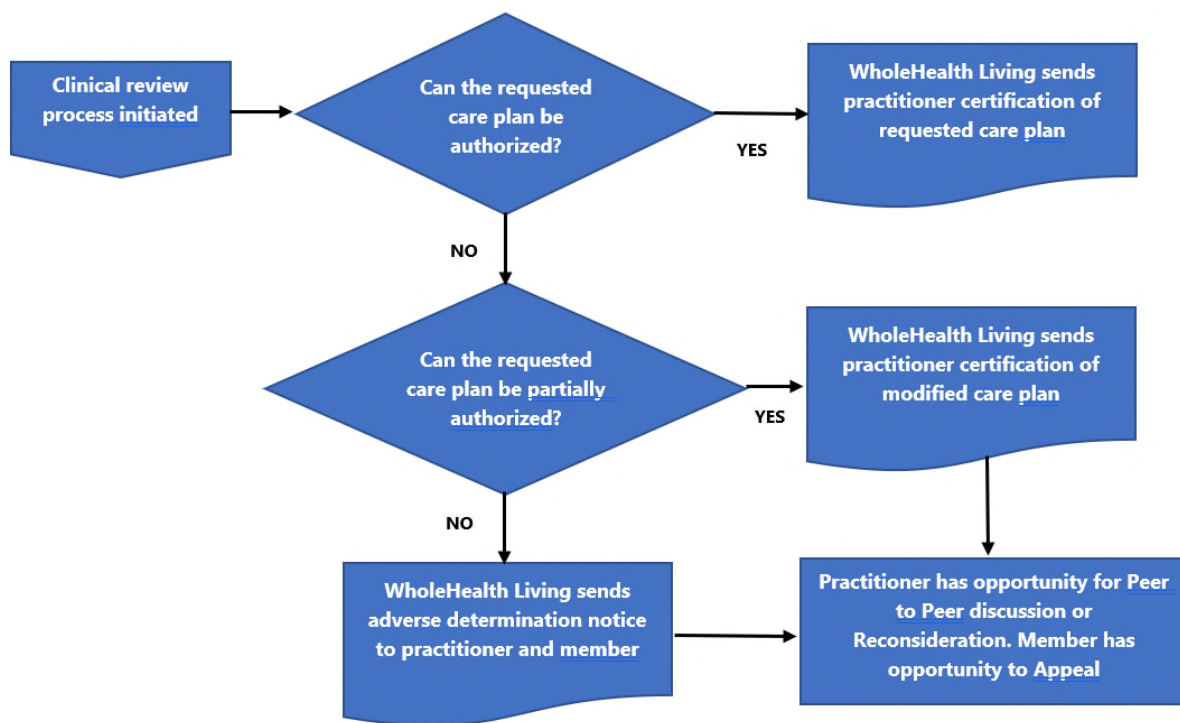 Clinical review
process initiated
Can the requested
care plan be
authorized?
YES
WholeHealth Living sends
practitioner certification of
requested care plan
NO
Can the requested
care plan be partially
authorized?
YES
WholeHealth Living sends
practitioner certification of
modified care plan
NO
WholeHealth Living sends
adverse determination notice
to practitioner and member
Practitioner has opportunity for Peer
to Peer discussion or
Reconsideration. Member has
opportunity to Appeal